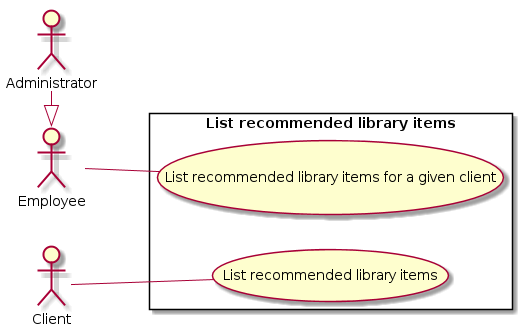 Administrator
List recommended library items
List recommended library items for a given client
Employee
List recommended library items
Client